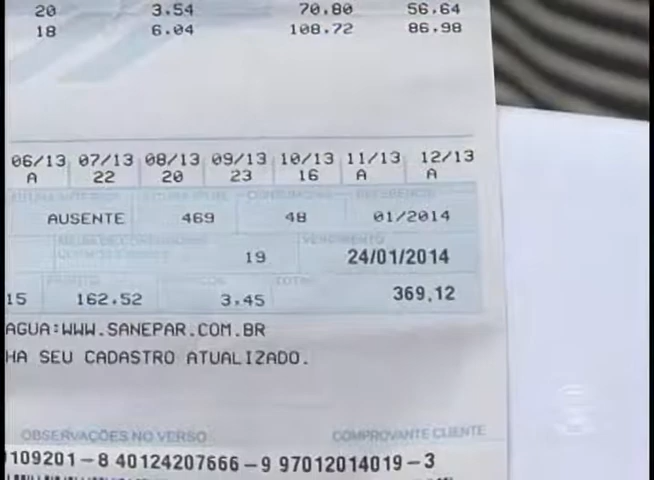 20 3.54 70.80 56.64
18 6.04 108.72 86.98
06/13 07/13 08/13 09/13 10/13 11/13 12/13
A 22 20 23 16 A A
REFERENCIA
AUSENTE 469 48 01/2014
VENCIMENTO
19 24/01/2014
TOTAL
15 162.52 3.45 369,12
AGUA:WWW.SANEPAR.COM.BR
HA SEU CADASTRO ATUALIZADO.
OBSERVAÇÕES NO VERSO COMPROVANTE CLIENTE
109201-8 40124207666-9 97012014019-3